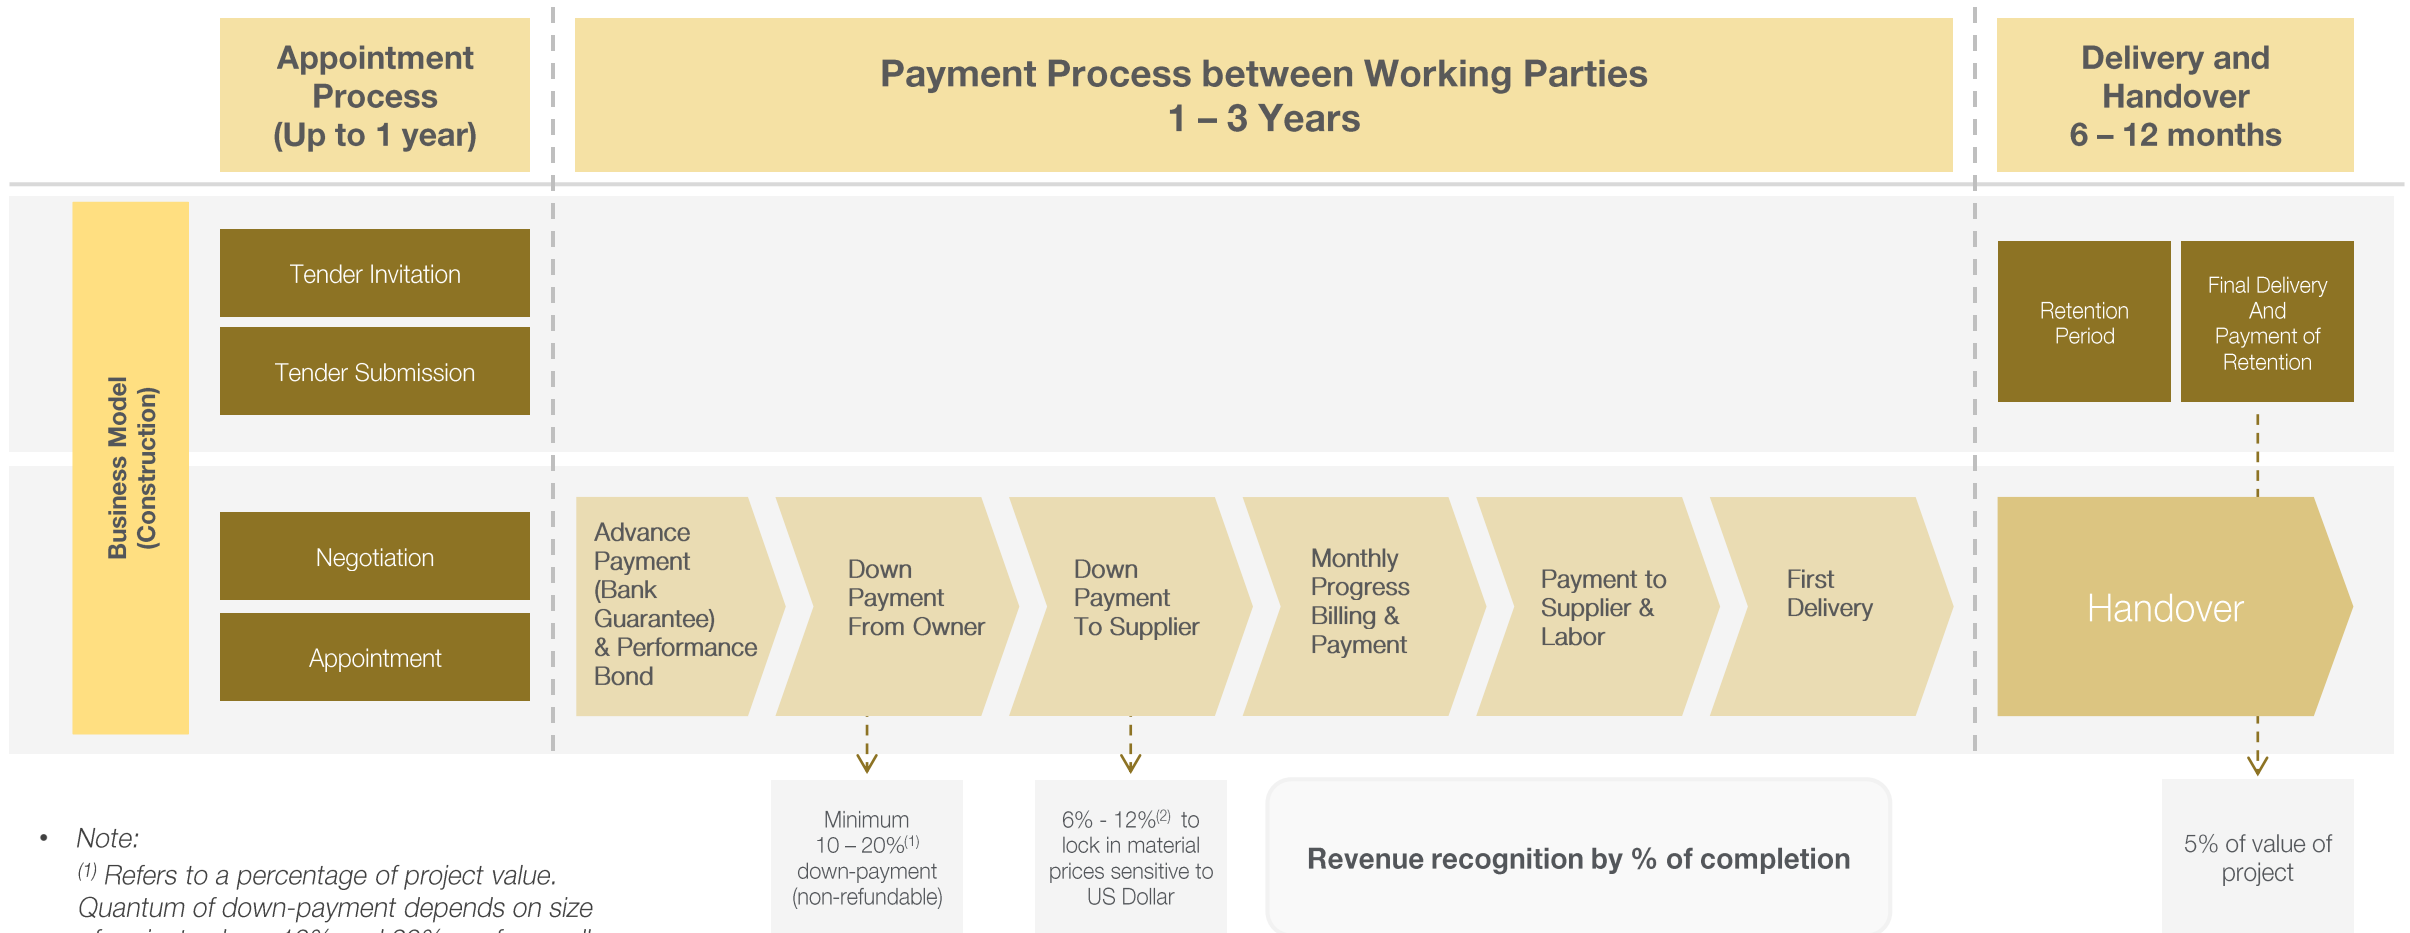 Appointment
Process
(Up to 1 year)
Payment Process between Working Parties
1 – 3 Years
Delivery and
Handover
6 – 12 months
Business Model
(Construction)
Tender Invitation
Tender Submission
Negotiation
Appointment
Retention
Period
Final Delivery
And
Payment of
Retention
Advance
Payment
(Bank
Guarantee)
& Performance
Bond
Down
Payment
From Owner
Down
Payment
To Supplier
Monthly
Progress
Billing &
Payment
Payment to
Supplier &
Labor
First
Delivery
Handover
Minimum
10 – 20%(1)
down-payment
(non-refundable)
6% - 12%(2) to
lock in material
prices sensitive to
US Dollar
Revenue recognition by % of completion
5% of value of
project
• Note:
(1) Refers to a percentage of project value.
Quantum of down-payment depends on size